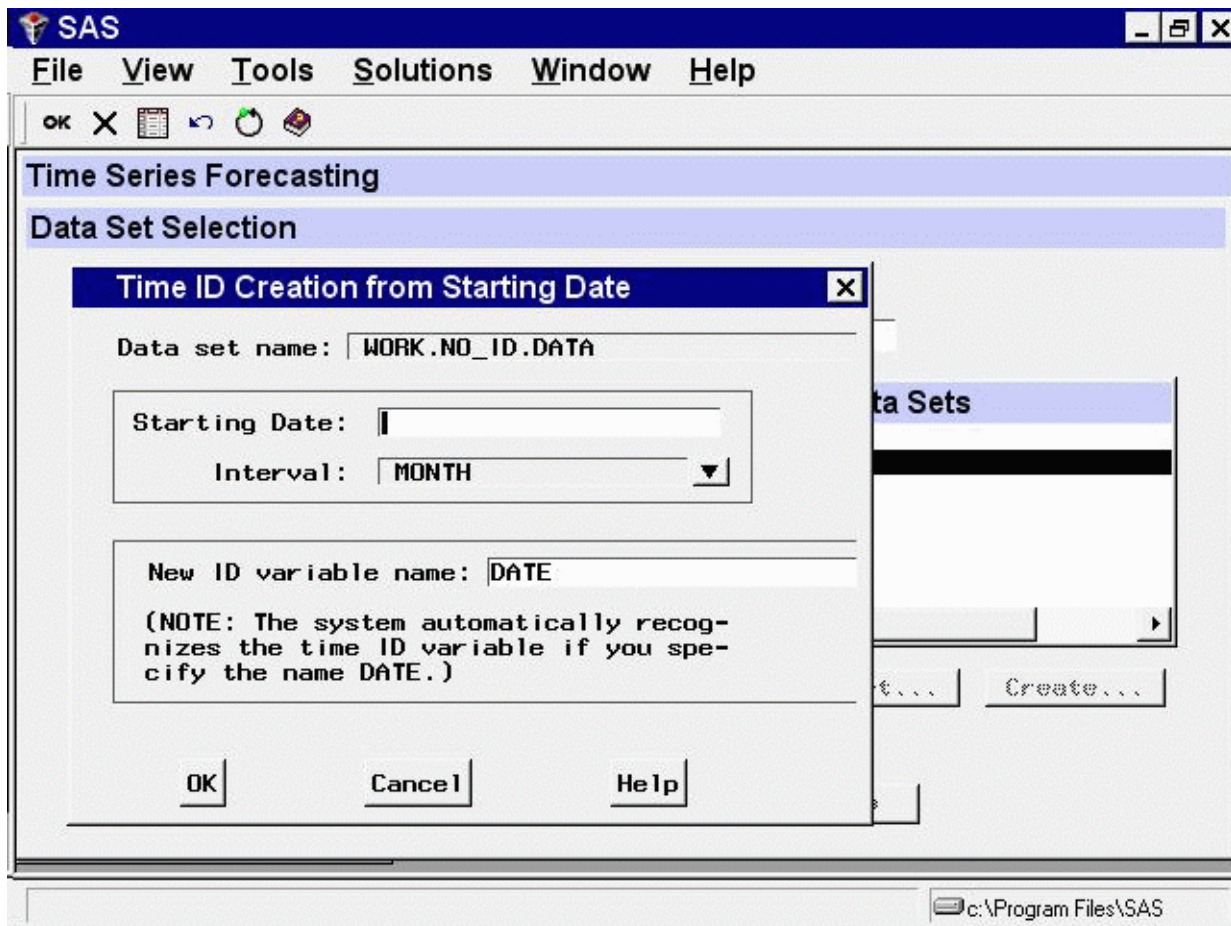 SAS
File View Tools Solutions Window Help
OK
Time Series Forecasting
Data Set Selection
Time ID Creation from Starting Date
Data set name: WORK.NO_ID.DATA
ta Sets
Starting Date:
Interval: MONTH
New ID variable name: DATE
(NOTE: The system automatically recog-
nizes the time ID variable if you spe-
cify the name DATE.)
t... Create...
OK Cancel Help
c:\Program Files\SAS